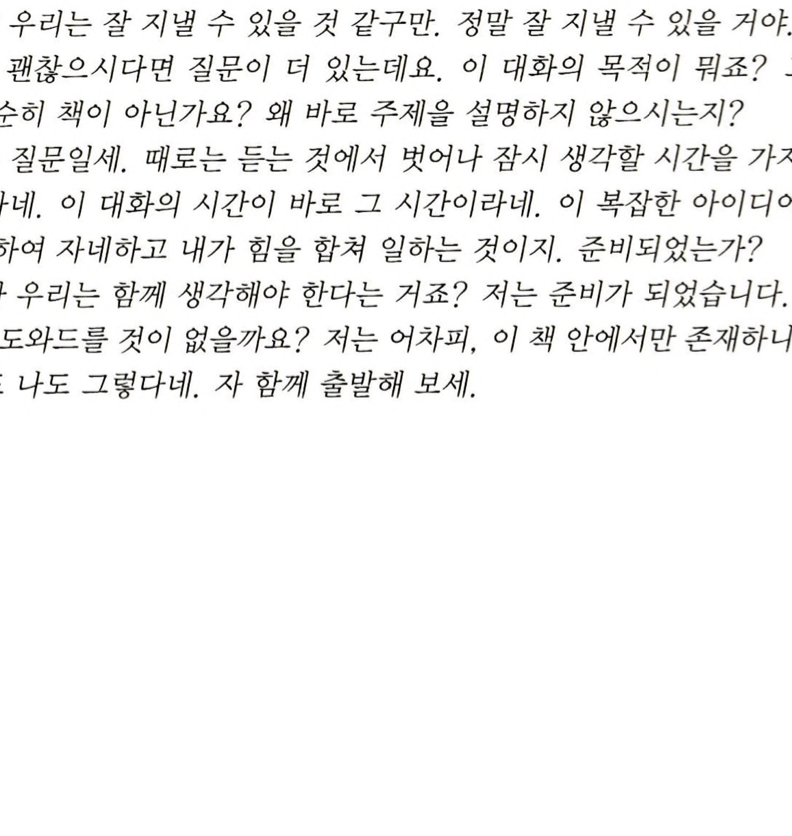 우리는 잘 지낼 수 있을 것 같구만. 정말 잘 지낼 수 있을 거야.
괜찮으시다면 질문이 더 있는데요. 이 대화의 목적이 뭐죠?
순히 책이 아닌가요? 왜 바로 주제을 설명하지 않으시는지?
질문일세. 때로는 듣는 것에서 벗어나 잠시 생각할 시간을 가지
네. 이 대화의 시간이 바로 그 시간이라네. 이 복잡한 아이디어
하여 자네하고 내가 힘을 합쳐 일하는 것이지. 준비되었는가?
우리는 함께 생각해야 한다는 거죠? 저는 준비가 되었습니다.
도와드를 것이 없을까요? 저는 어차피, 이 책 안에서만 존재하니
나도 그렇다네. 자 함께 출발해 보세.